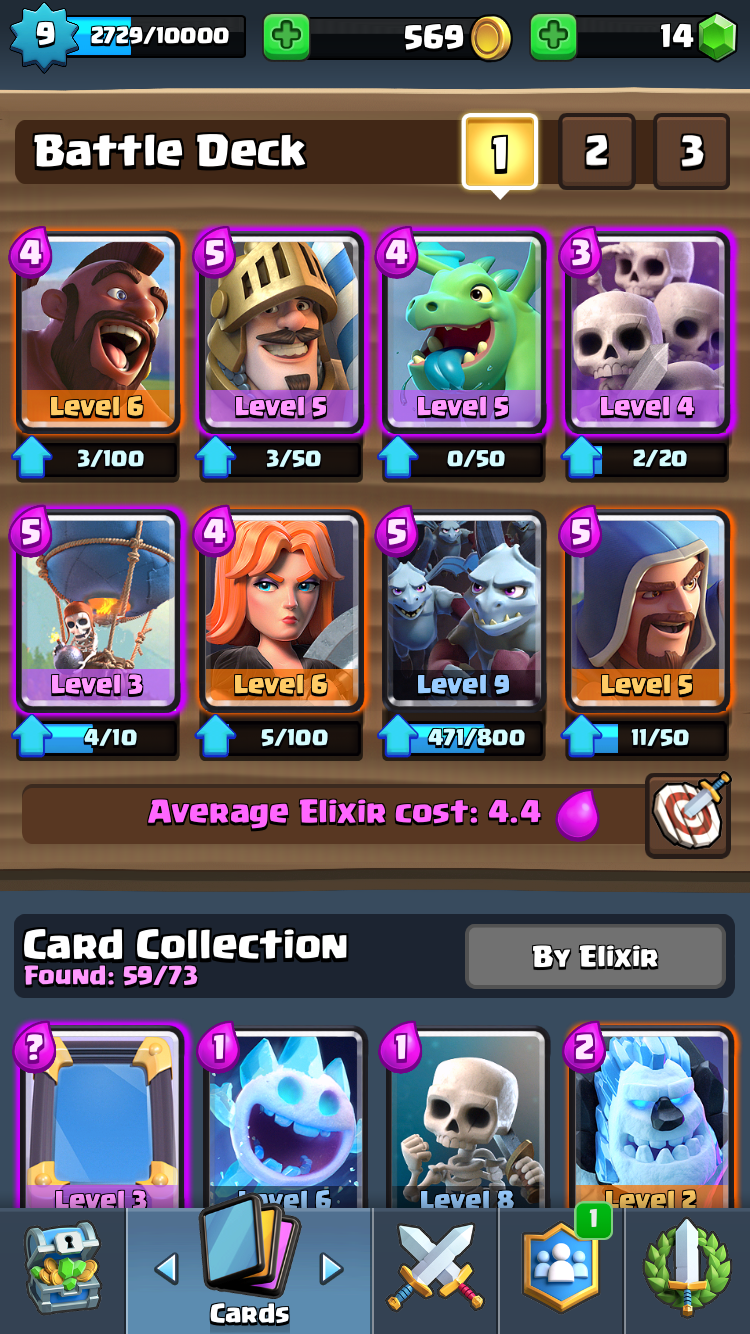 9 2729/10000 569 14
Battle Deck 1 2 3
4 5 4 3
Level 6 Level 5 Level 5 Level 4
3/100 3/50 0/50 2/20
5 4 5 5
Level 3 Level 6 Level 9 Level 5
4/10 5/100 471/800 11/50
Average Elixir cost: 4.4
Card Collection
Found: 59/73
By Elixir
? 1 1 2
Level 3 Level 6 Level 8 Level 2
1
Cards